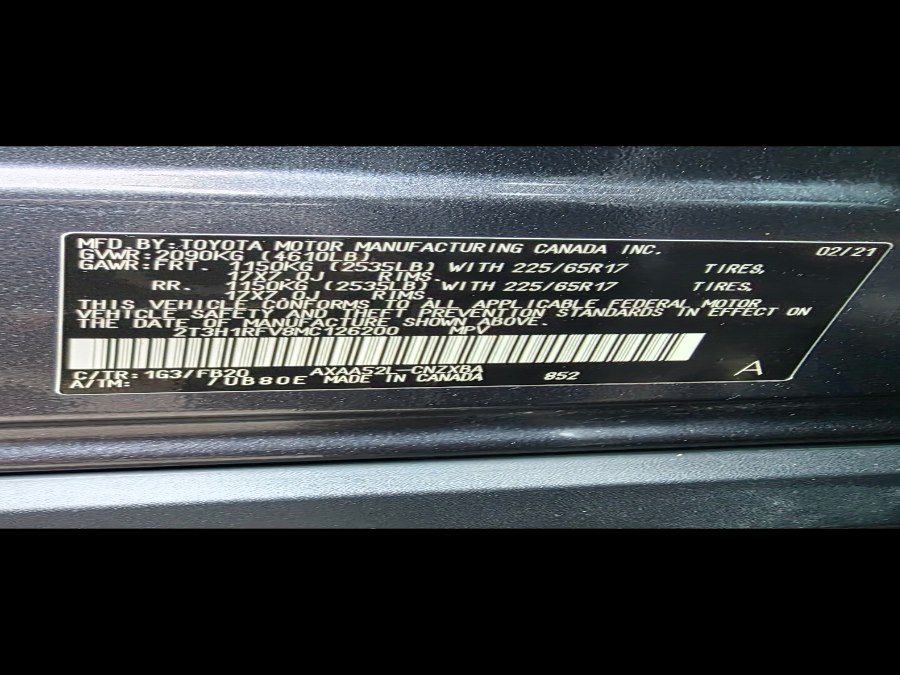 MFD.BY:TOYOTA MOTOR MANUFACTURING CANADA INC. 02/21
GVWR:2090KG (4610LB)
GAWR:FRT. 1150KG (2535LB) WITH 225/65R17 TIRES,
17X7.0J RIMS
RR. 1150KG (2535LB) WITH 225/65R17 TIRES,
17X7.0J RIMS
THIS VEHICLE CONFORMS TO ALL APPLICABLE FEDERAL MOTOR
VEHICLE SAFETY AND THEFT PREVENTION STANDARDS IN EFFECT ON
THE DATE OF MANUFACTURE SHOWN ABOVE.
2T3H1RFV8MC126200 MPV
C/TR:1G3/FB20 AXAA52L-CNZXBA A
A/TM: /UB80E MADE IN CANADA 852